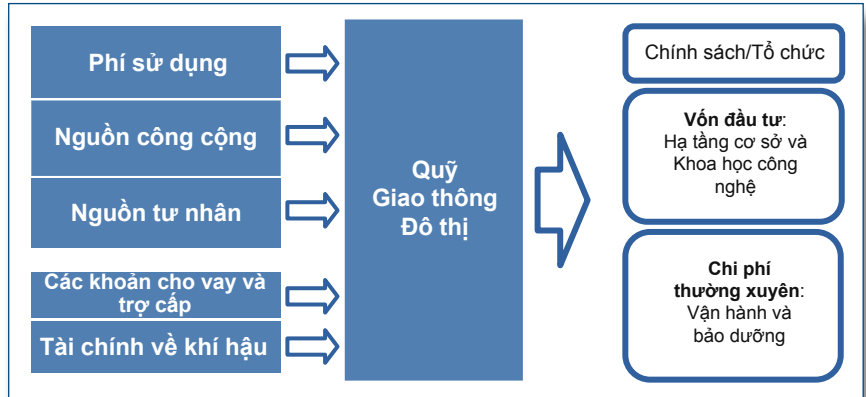 Phí sử dụng
Nguồn công cộng
Nguồn tư nhân
Các khoản cho vay và
trợ cấp
Tài chính về khí hậu
Quỹ
Giao thông
Đô thị
Chính sách/Tổ chức
Vốn đầu tư:
Hạ tầng cơ sở và
Khoa học công
nghệ
Chi phí
thường xuyên:
Vận hành và
bảo dưỡng